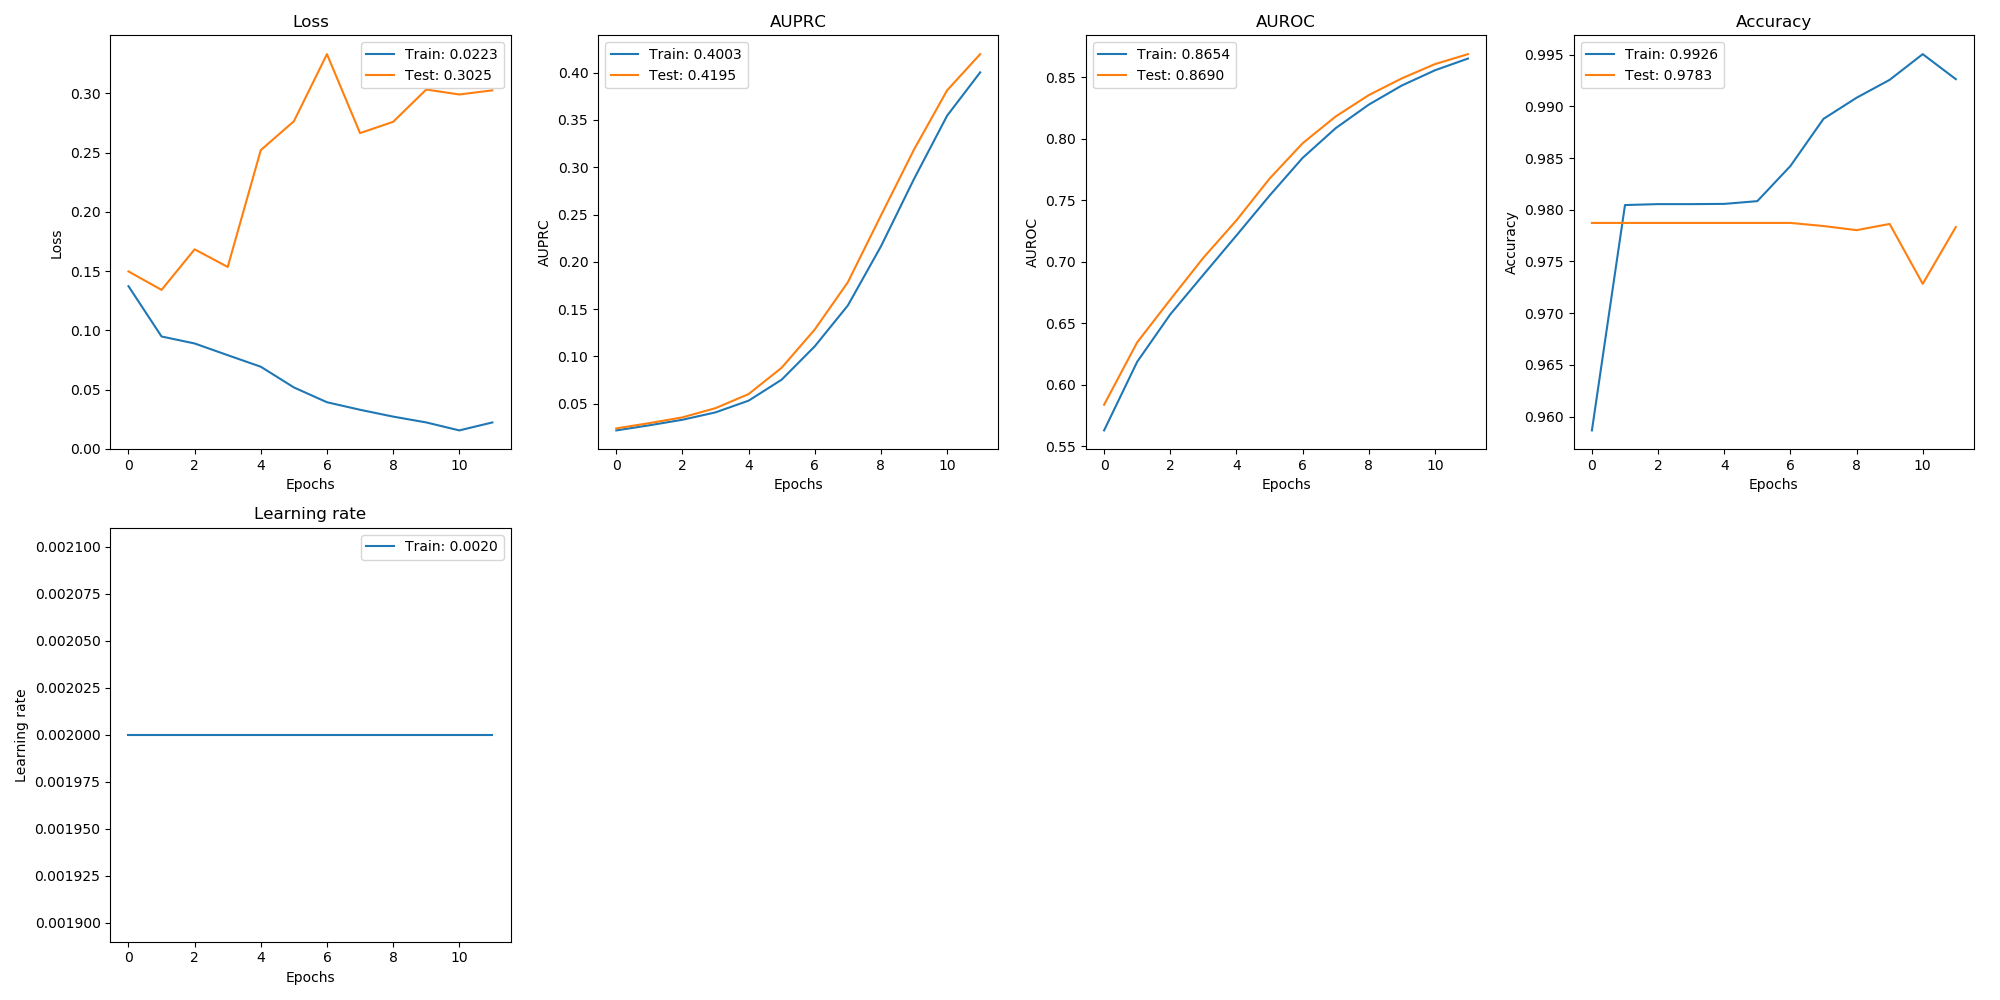 Loss
Train: 0.0223
Test: 0.3025
0.30
0.25
0.20
0.15
0.10
0.05
0.00
Loss
0 2 4 6 8 10
Epochs
AUPRC
Train: 0.4003
Test: 0.4195
0.40
0.35
0.30
0.25
0.20
0.15
0.10
0.05
AUPRC
0 2 4 6 8 10
Epochs
AUROC
Train: 0.8654
Test: 0.8690
0.85
0.80
0.75
0.70
0.65
0.60
0.55
AUROC
0 2 4 6 8 10
Epochs
Accuracy
Train: 0.9926
Test: 0.9783
0.995
0.990
0.985
0.980
0.975
0.970
0.965
0.960
Accuracy
0 2 4 6 8 10
Epochs
Learning rate
Train: 0.0020
0.002100
0.002075
0.002050
0.002025
0.002000
0.001975
0.001950
0.001925
0.001900
Learning rate
0 2 4 6 8 10
Epochs